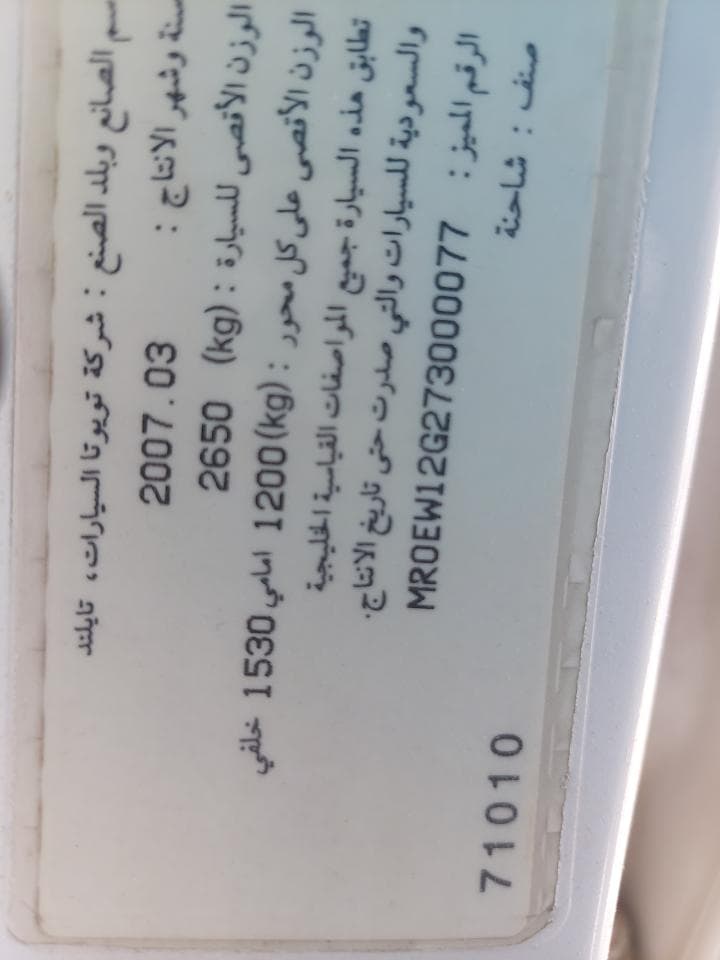 سم الصانع وبلد الصنع : شركة تويوتا السيارات، تايلند
سنة وشهر الانتاج : 2007.03
الوزن الأقصى للسيارة : (kg) 2650
الوزن الأقصى على كل محور : (kg)1200 امامي 1530 خلفي
تطابق هذه السيارة جميع المواصفات القياسية الخليجية
والسعودية للسيارات والتي صدرت حتى تاريخ الانتاج.
الرقم المميز : MR0EW12G273000077
صنف : شاحنة
71010